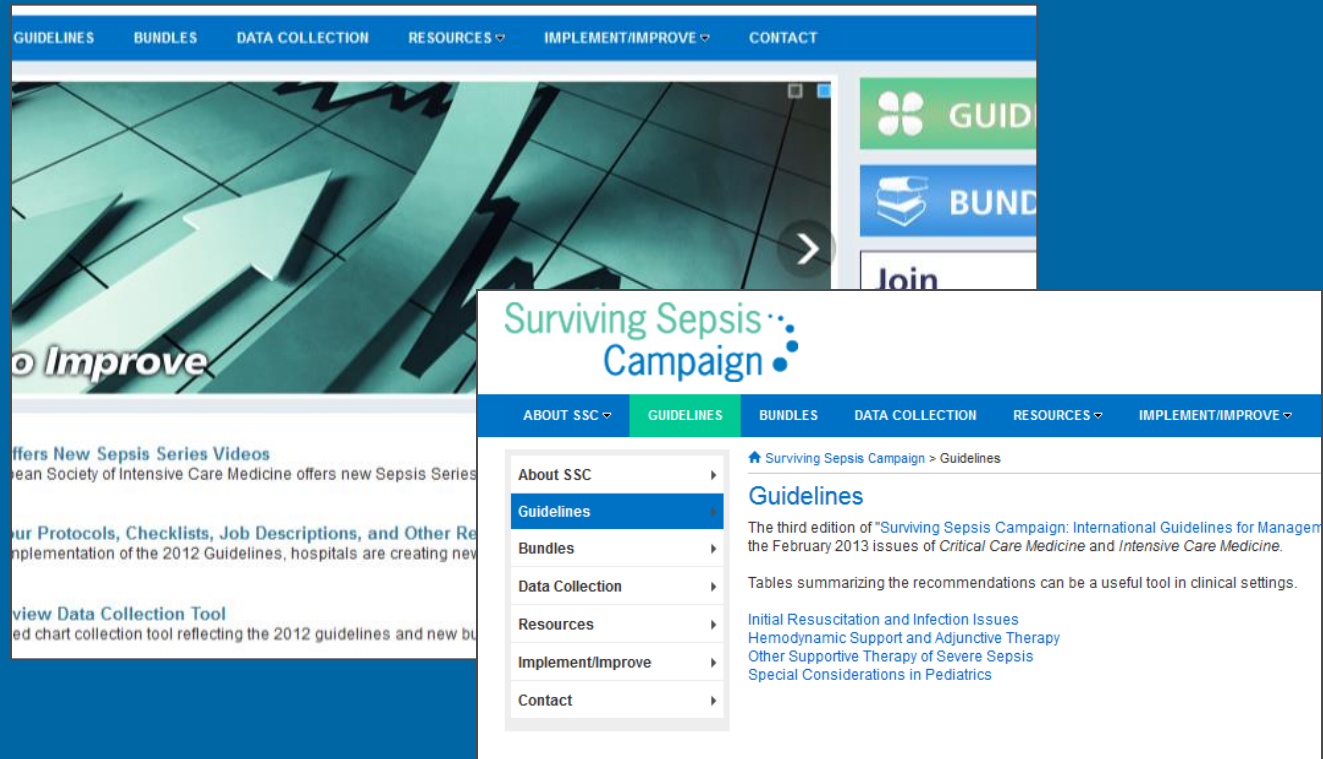 GUIDELINES BUNDLES DATA COLLECTION RESOURCES IMPLEMENT/IMPROVE CONTACT
GUID
BUND
Join
o Improve
ffers New Sepsis Series Videos
ean Society of Intensive Care Medicine offers new Sepsis Series
ur Protocols, Checklists, Job Descriptions, and Other Re
nplementation of the 2012 Guidelines, hospitals are creating new
view Data Collection Tool
ed chart collection tool reflecting the 2012 guidelines and new bu
Surviving Sepsis
Campaign
ABOUT SSC GUIDELINES BUNDLES DATA COLLECTION RESOURCES IMPLEMENT/IMPROVE
About SSC
Guidelines
Bundles
Data Collection
Resources
Implement/Improve
Contact
Surviving Sepsis Campaign > Guidelines
Guidelines
The third edition of "Surviving Sepsis Campaign: International Guidelines for Managem
the February 2013 issues of Critical Care Medicine and Intensive Care Medicine.
Tables summarizing the recommendations can be a useful tool in clinical settings.
Initial Resuscitation and Infection Issues
Hemodynamic Support and Adjunctive Therapy
Other Supportive Therapy of Severe Sepsis
Special Considerations in Pediatrics